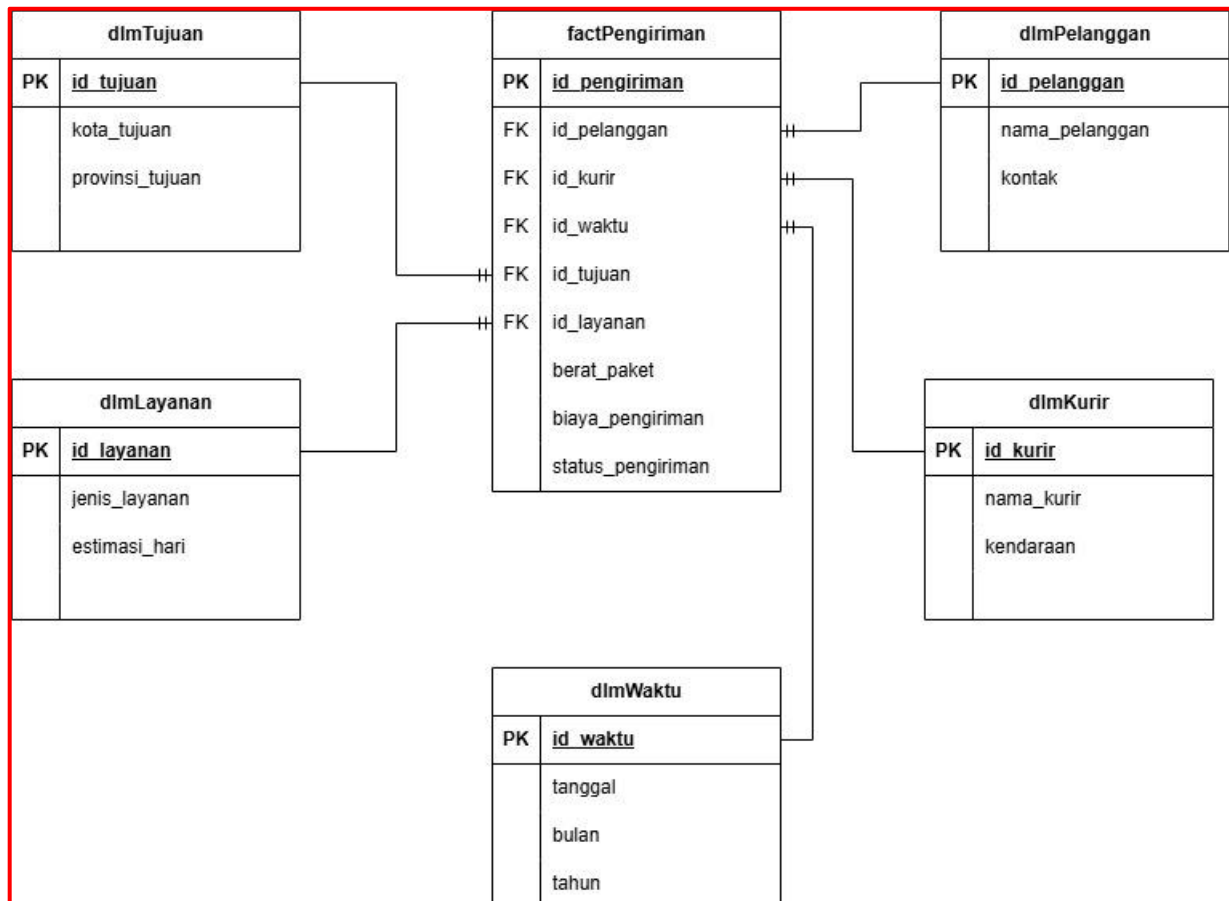 dImTujuan
PK id_tujuan
kota_tujuan
provinsi_tujuan
factPengiriman
PK id_pengiriman
FK id_pelanggan
FK id_kurir
FK id_waktu
FK id_tujuan
FK id_layanan
berat_paket
biaya_pengiriman
status_pengiriman
dImPelanggan
PK id_pelanggan
nama_pelanggan
kontak
dImLayanan
PK id_layanan
jenis_layanan
estimasi_hari
dImKurir
PK id_kurir
nama_kurir
kendaraan
dImWaktu
PK id_waktu
tanggal
bulan
tahun